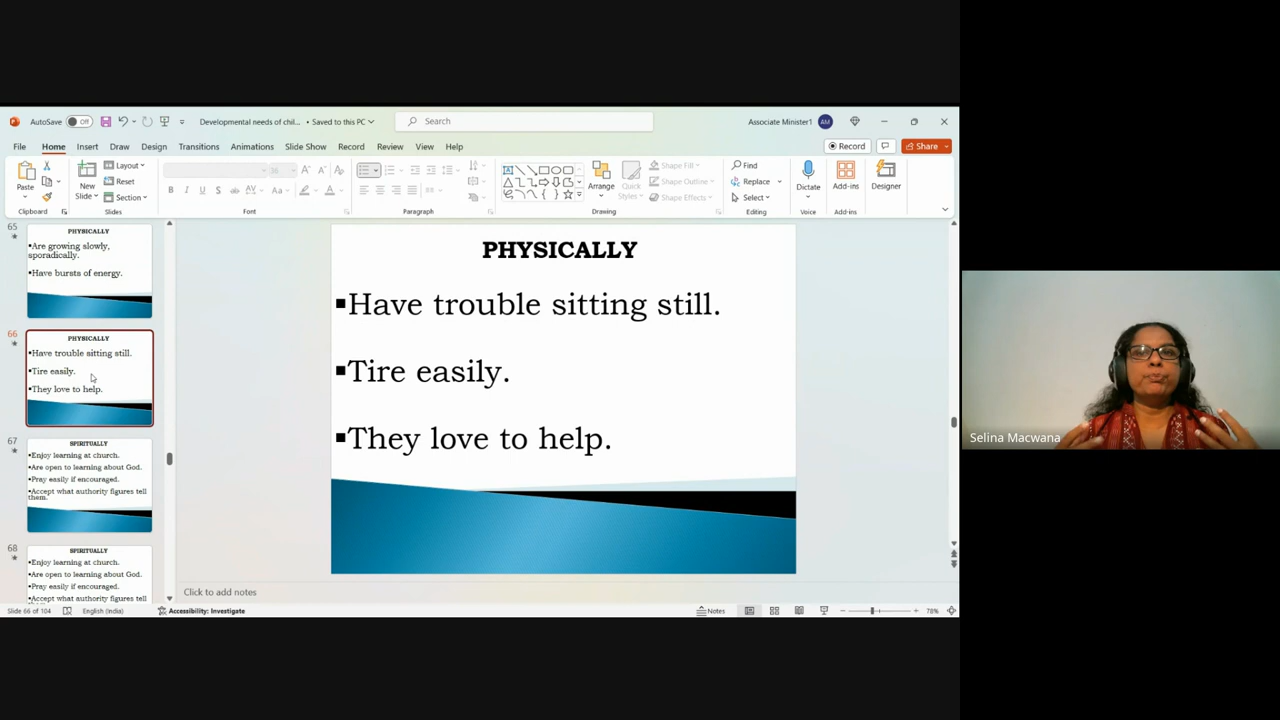 AutoSave Off Developmental needs of chil... • Saved to this PC Search Associate Minister1 AM
File Home Insert Draw Design Transitions Animations Slide Show Record Review View Help Record Share
Paste New Slide Layout Reset Section Arrange Quick Styles Shape Fill Shape Outline Shape Effects Find Replace Select Dictate Add-ins Designer
Clipboard Slides Font Paragraph Drawing Editing Voice Add-ins
65
PHYSICALLY
▪Are growing slowly,
sporadically.
▪Have bursts of energy.
66
PHYSICALLY
▪Have trouble sitting still.
▪Tire easily.
▪They love to help.
67
SPIRITUALLY
▪Enjoy learning at church.
▪Are open to learning about God.
▪Pray easily if encouraged.
▪Accept what authority figures tell
them.
68
SPIRITUALLY
▪Enjoy learning at church.
▪Are open to learning about God.
▪Pray easily if encouraged.
▪Accept what authority figures tell
PHYSICALLY
▪Have trouble sitting still.
▪Tire easily.
▪They love to help.
Click to add notes
Slide 66 of 104 English (India) Accessibility: Investigate Notes 78%
Selina Macwana